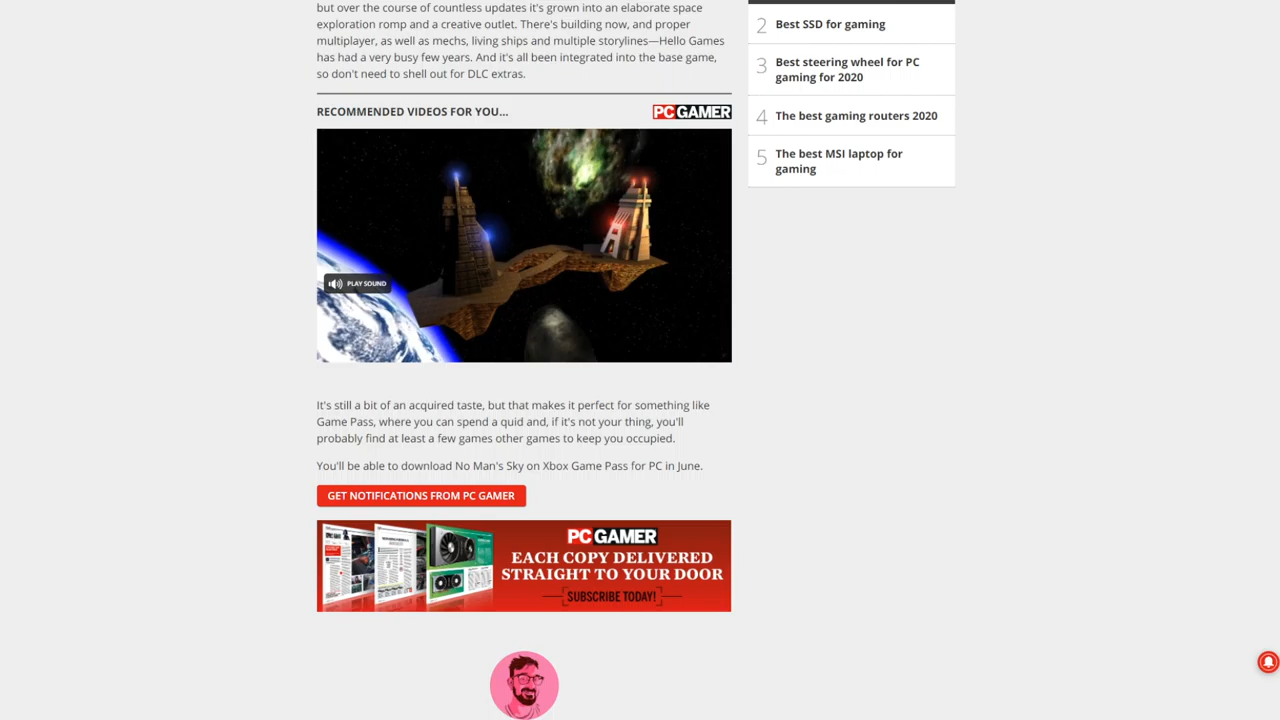 but over the course of countless updates it's grown into an elaborate space
exploration romp and a creative outlet. There's building now, and proper
multiplayer, as well as mechs, living ships and multiple storylines—Hello Games
has had a very busy few years. And it's all been integrated into the base game,
so don't need to shell out for DLC extras.
RECOMMENDED VIDEOS FOR YOU...
PC GAMER
PLAY SOUND
It's still a bit of an acquired taste, but that makes it perfect for something like
Game Pass, where you can spend a quid and, if it's not your thing, you'll
probably find at least a few games other games to keep you occupied.
You'll be able to download No Man's Sky on Xbox Game Pass for PC in June.
GET NOTIFICATIONS FROM PC GAMER
PC GAMER
EACH COPY DELIVERED
STRAIGHT TO YOUR DOOR
SUBSCRIBE TODAY!
2 Best SSD for gaming
3 Best steering wheel for PC
gaming for 2020
4 The best gaming routers 2020
5 The best MSI laptop for
gaming